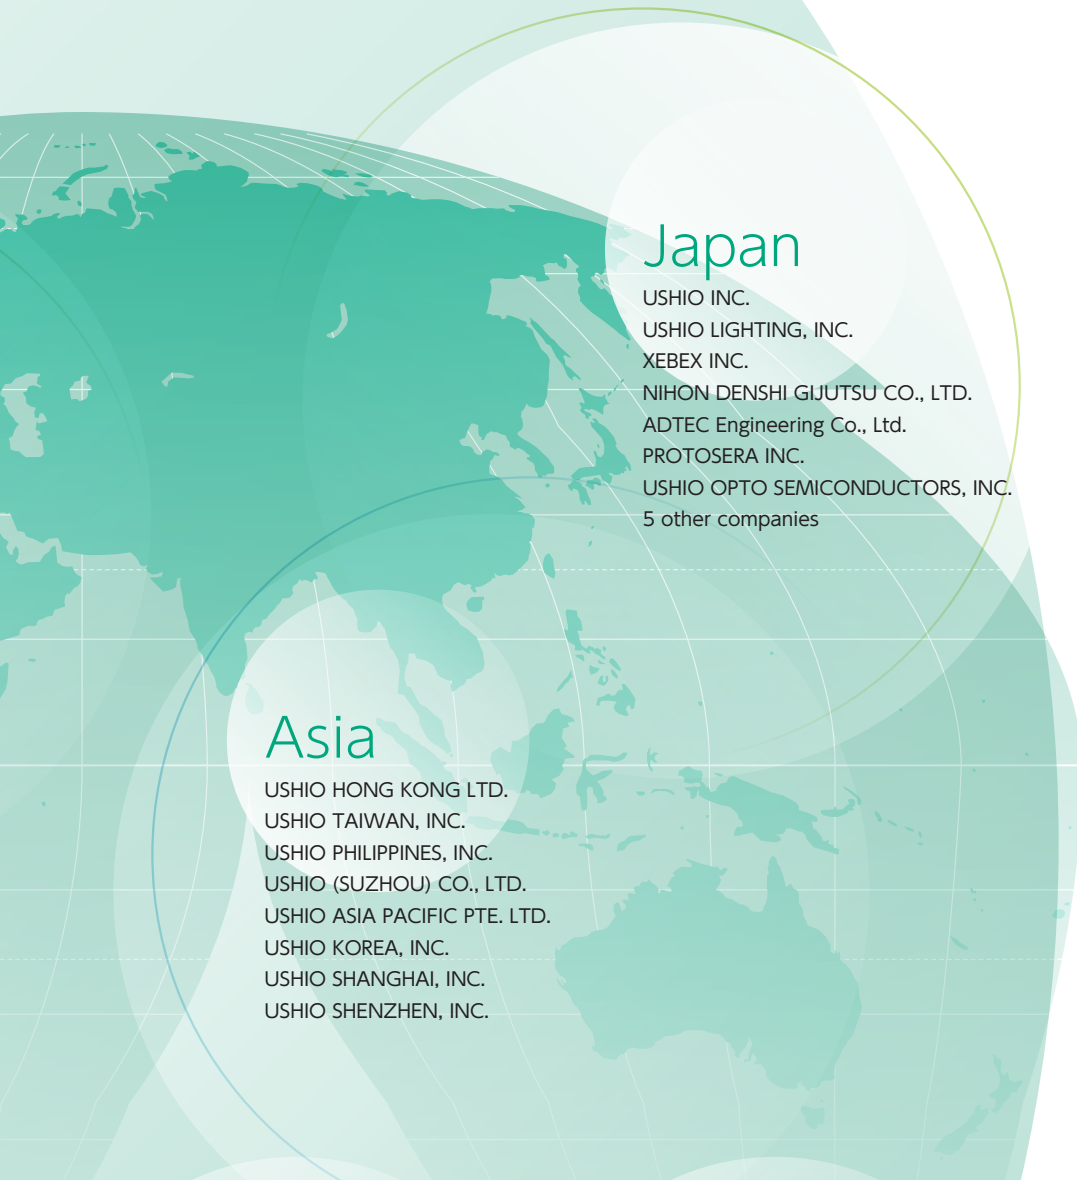 Japan
USHIO INC.
USHIO LIGHTING, INC.
XEBEX INC.
NIHON DENSHI GIJUTSU CO., LTD.
ADTEC Engineering Co., Ltd.
PROTOSERA INC.
USHIO OPTO SEMICONDUCTORS, INC.
5 other companies
Asia
USHIO HONG KONG LTD.
USHIO TAIWAN, INC.
USHIO PHILIPPINES, INC.
USHIO (SUZHOU) CO., LTD.
USHIO ASIA PACIFIC PTE. LTD.
USHIO KOREA, INC.
USHIO SHANGHAI, INC.
USHIO SHENZHEN, INC.